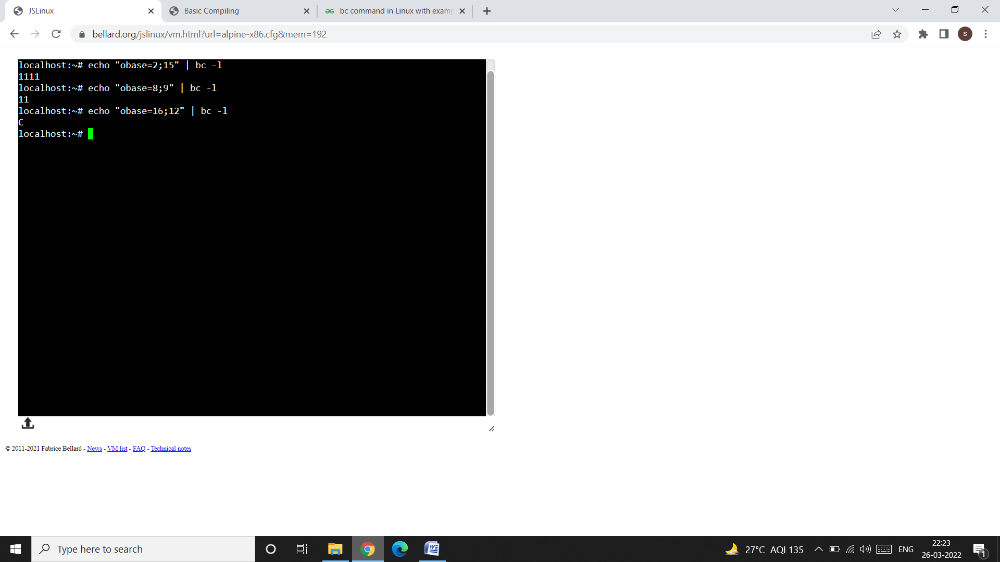 JSLinux
Basic Compiling
bc command in Linux with examp
bellard.org/jslinux/vm.html?url=alpine-x86.cfg&mem=192
S
localhost:~# echo "obase=2;15" | bc -l
1111
localhost:~# echo "obase=8;9" | bc -l
11
localhost:~# echo "obase=16;12" | bc -l
C
localhost:~#
© 2011-2021 Fabrice Bellard - News - VM list - FAQ - Technical notes
Type here to search
27°C AQI 135
ENG
22:23
26-03-2022
1